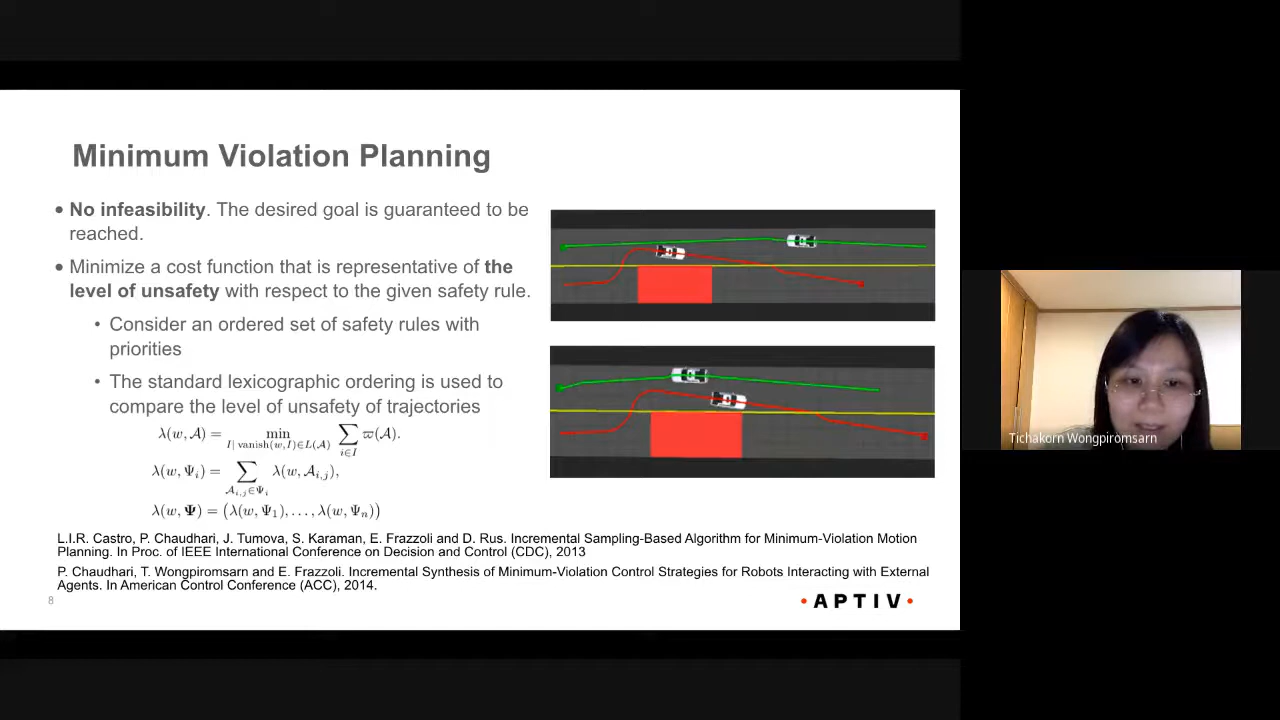 Minimum Violation Planning
• No infeasibility. The desired goal is guaranteed to be
reached.
• Minimize a cost function that is representative of the
level of unsafety with respect to the given safety rule.
• Consider an ordered set of safety rules with
priorities
• The standard lexicographic ordering is used to
compare the level of unsafety of trajectories
λ(w, 𝒜) = min_{I| vanish(w,I)∈L(𝒜)} ∑_{i∈I} ϖ(𝒜).
λ(w, Ψ_i) = ∑_{𝒜_{i,j}∈Ψ_i} λ(w, 𝒜_{i,j}),
λ(w, Ψ) = (λ(w, Ψ_1), . . . , λ(w, Ψ_n))
L.I.R. Castro, P. Chaudhari, J. Tumova, S. Karaman, E. Frazzoli and D. Rus. Incremental Sampling-Based Algorithm for Minimum-Violation Motion
Planning. In Proc. of IEEE International Conference on Decision and Control (CDC), 2013
P. Chaudhari, T. Wongpiromsarn and E. Frazzoli. Incremental Synthesis of Minimum-Violation Control Strategies for Robots Interacting with External
Agents. In American Control Conference (ACC), 2014.
8
• APTIV •
Tichakorn Wongpiromsarn